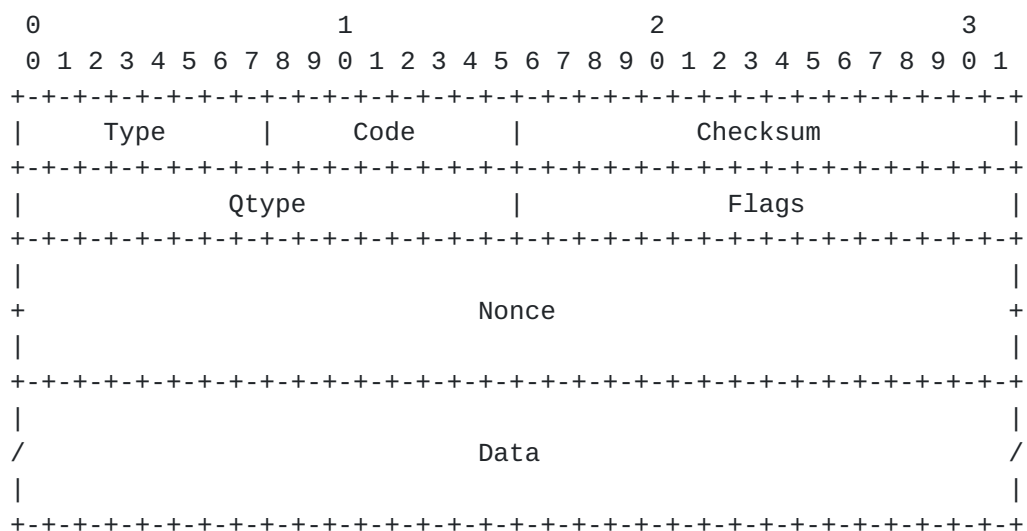 0                   1                   2                   3
 0 1 2 3 4 5 6 7 8 9 0 1 2 3 4 5 6 7 8 9 0 1 2 3 4 5 6 7 8 9 0 1
+-+-+-+-+-+-+-+-+-+-+-+-+-+-+-+-+-+-+-+-+-+-+-+-+-+-+-+-+-+-+-+-+
|     Type      |     Code      |           Checksum            |
+-+-+-+-+-+-+-+-+-+-+-+-+-+-+-+-+-+-+-+-+-+-+-+-+-+-+-+-+-+-+-+-+
|             Qtype             |             Flags             |
+-+-+-+-+-+-+-+-+-+-+-+-+-+-+-+-+-+-+-+-+-+-+-+-+-+-+-+-+-+-+-+-+
|                                                               |
+                             Nonce                             +
|                                                               |
+-+-+-+-+-+-+-+-+-+-+-+-+-+-+-+-+-+-+-+-+-+-+-+-+-+-+-+-+-+-+-+-+
|                                                               |
/                             Data                              /
|                                                               |
+-+-+-+-+-+-+-+-+-+-+-+-+-+-+-+-+-+-+-+-+-+-+-+-+-+-+-+-+-+-+-+-+